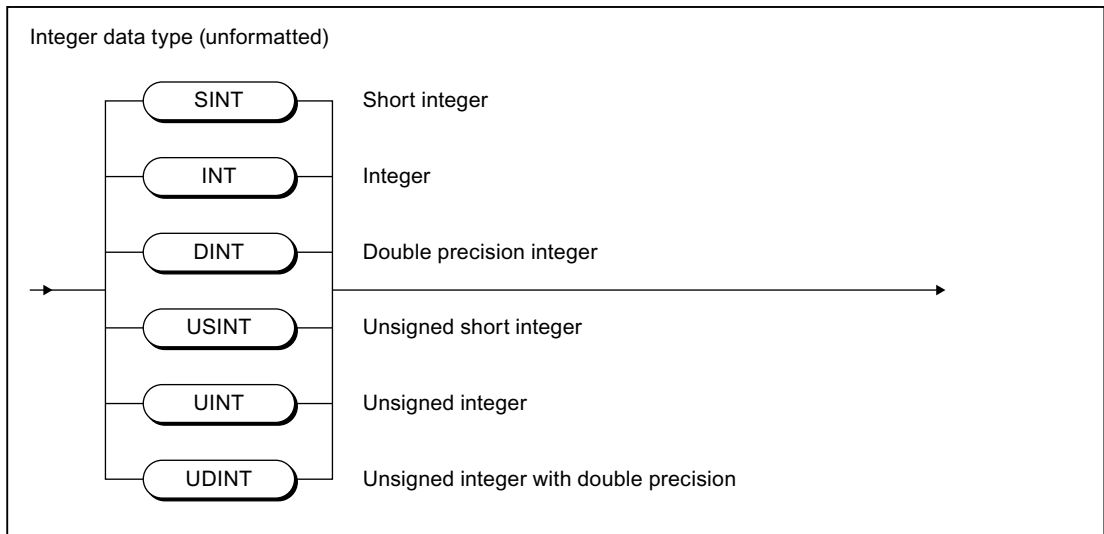 Integer data type (unformatted)
SINT Short integer
INT Integer
DINT Double precision integer
USINT Unsigned short integer
UINT Unsigned integer
UDINT Unsigned integer with double precision